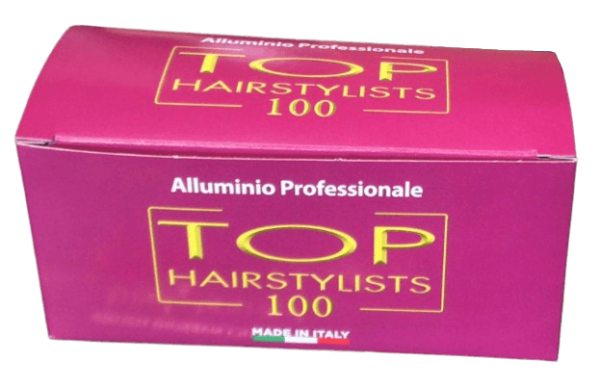 Alluminio Professionale
TOP
HAIRSTYLISTS
100
Alluminio Professionale
TOP
HAIRSTYLISTS
100
MADE IN ITALY